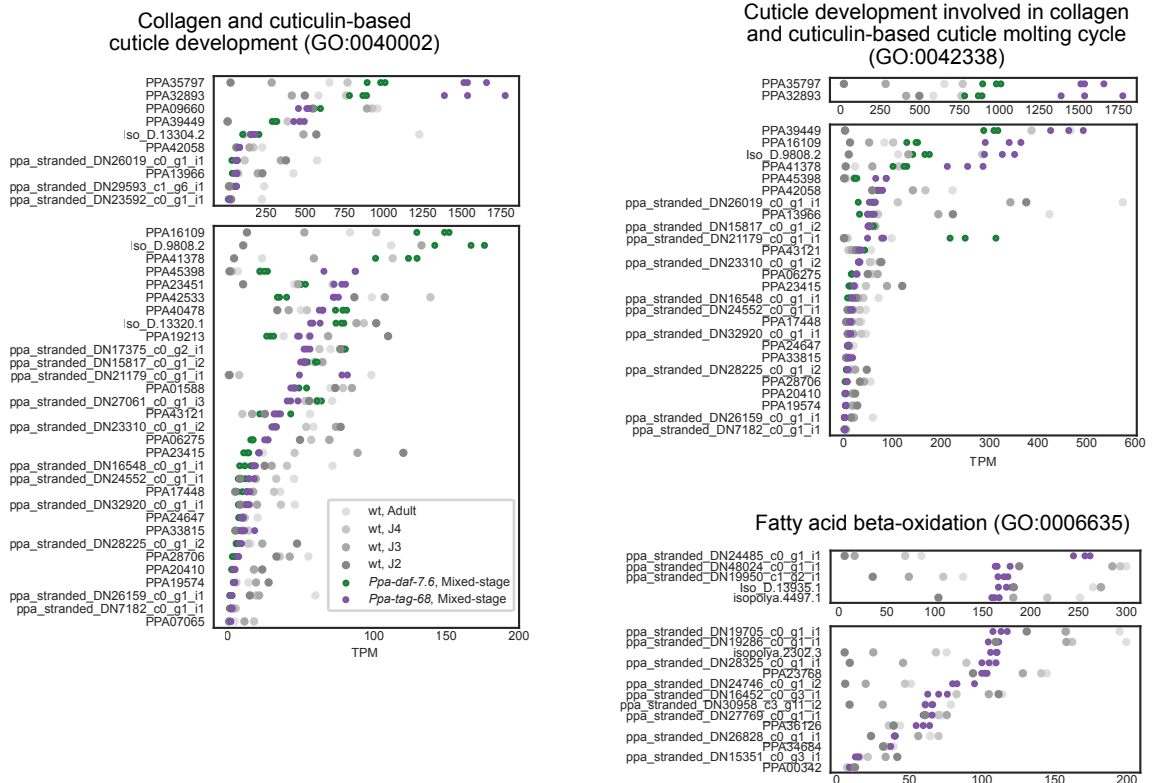 Collagen and cuticulin-based
cuticle development (GO:0040002)
PPA35797
PPA32893
PPA09660
PPA39449
Iso_D.13304.2
PPA42058
ppa_stranded_DN26019_c0_g1_i1
PPA13966
ppa_stranded_DN29593_c1_g6_i1
ppa_stranded_DN23592_c0_g1_i1
250 500 750 1000 1250 1500 1750
PPA16109
Iso_D.9808.2
PPA41378
PPA45398
PPA23451
PPA42533
PPA40478
Iso_D.13320.1
PPA19213
ppa_stranded_DN17375_c0_g2_i1
ppa_stranded_DN15817_c0_g1_i2
ppa_stranded_DN21179_c0_g1_i1
PPA01588
ppa_stranded_DN27061_c0_g1_i3
PPA43121
ppa_stranded_DN23310_c0_g1_i2
PPA06275
PPA23415
ppa_stranded_DN16548_c0_g1_i1
ppa_stranded_DN24552_c0_g1_i1
PPA17448
ppa_stranded_DN32920_c0_g1_i1
PPA24647
PPA33815
ppa_stranded_DN28225_c0_g1_i2
PPA28706
PPA20410
PPA19574
ppa_stranded_DN26159_c0_g1_i1
ppa_stranded_DN7182_c0_g1_i1
PPA07065
wt, Adult
wt, J4
wt, J3
wt, J2
Ppa-daf-7.6, Mixed-stage
Ppa-tag-68, Mixed-stage
0 50 100 150 200
TPM
Cuticle development involved in collagen
and cuticulin-based cuticle molting cycle
(GO:0042338)
PPA35797
PPA32893
0 250 500 750 1000 1250 1500 1750
PPA39449
PPA16109
Iso_D.9808.2
PPA41378
PPA45398
PPA42058
ppa_stranded_DN26019_c0_g1_i1
PPA13966
ppa_stranded_DN15817_c0_g1_i2
ppa_stranded_DN21179_c0_g1_i1
PPA43121
ppa_stranded_DN23310_c0_g1_i2
PPA06275
PPA23415
ppa_stranded_DN16548_c0_g1_i1
ppa_stranded_DN24552_c0_g1_i1
PPA17448
ppa_stranded_DN32920_c0_g1_i1
PPA24647
PPA33815
ppa_stranded_DN28225_c0_g1_i2
PPA28706
PPA20410
PPA19574
ppa_stranded_DN26159_c0_g1_i1
ppa_stranded_DN7182_c0_g1_i1
0 100 200 300 400 500 600
TPM
Fatty acid beta-oxidation (GO:0006635)
ppa_stranded_DN24485_c0_g1_i1
ppa_stranded_DN48024_c0_g1_i1
ppa_stranded_DN19950_c1_g2_i1
Iso_D.13935.1
isopolya.4497.1
0 50 100 150 200 250 300
ppa_stranded_DN19705_c0_g1_i1
ppa_stranded_DN19286_c0_g1_i1
isopolya.2302.3
ppa_stranded_DN28325_c0_g1_i1
PPA23768
ppa_stranded_DN24746_c0_g1_i2
ppa_stranded_DN16452_c0_g3_i1
ppa_stranded_DN30958_c3_g11_i2
ppa_stranded_DN27769_c0_g1_i1
PPA36126
ppa_stranded_DN26828_c0_g1_i1
PPA34684
ppa_stranded_DN15351_c0_g3_i1
PPA00342
0 50 100 150 200